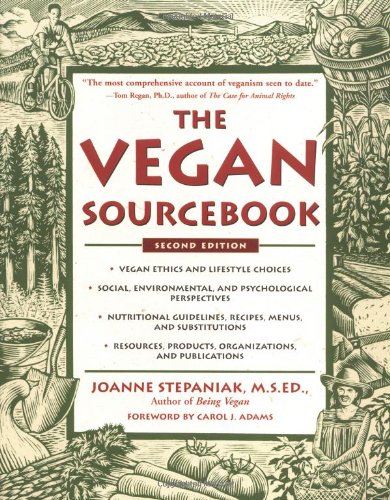 "The most comprehensive account of veganism seen to date."
—Tom Regan, Ph.D., author of The Case for Animal Rights
THE
VEGAN
SOURCEBOOK
SECOND EDITION
• VEGAN ETHICS AND LIFESTYLE CHOICES
• SOCIAL, ENVIRONMENTAL, AND PSYCHOLOGICAL
PERSPECTIVES
• NUTRITIONAL GUIDELINES, RECIPES, MENUS,
AND SUBSTITUTIONS
• RESOURCES, PRODUCTS, ORGANIZATIONS,
AND PUBLICATIONS
JOANNE STEPANIAK, M.S.ED.,
Author of Being Vegan
FOREWORD BY CAROL J. ADAMS